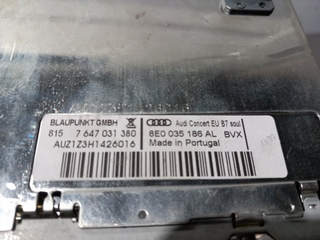 BLAUPUNKT GMBH
815 7 647 031 380
AUZ1Z3H1426016
Audi Concert EU B7 soul
8E0 035 186 AL BVX
Made in Portugal